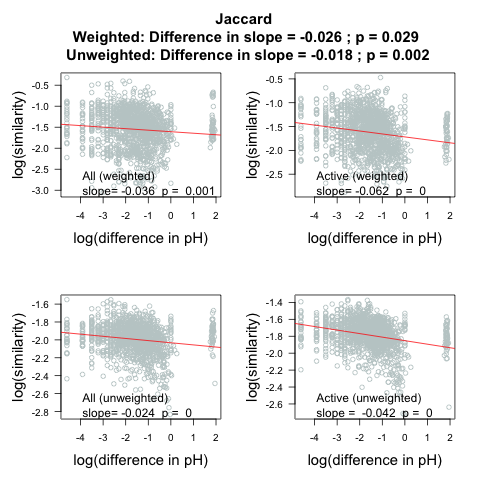 Jaccard
Weighted: Difference in slope = -0.026 ; p = 0.029
Unweighted: Difference in slope = -0.018 ; p = 0.002
log(similarity)
-0.5
-1.0
-1.5
-2.0
-2.5
-3.0
All (weighted)
slope= -0.036 p = 0.001
-4 -3 -2 -1 0 1 2
log(difference in pH)
log(similarity)
-0.5
-1.0
-1.5
-2.0
-2.5
Active (weighted)
slope= -0.062 p = 0
-4 -3 -2 -1 0 1 2
log(difference in pH)
log(similarity)
-1.6
-1.8
-2.0
-2.2
-2.4
-2.6
-2.8
All (unweighted)
slope= -0.024 p = 0
-4 -3 -2 -1 0 1 2
log(difference in pH)
log(similarity)
-1.4
-1.6
-1.8
-2.0
-2.2
-2.4
-2.6
Active (unweighted)
slope= -0.042 p = 0
-4 -3 -2 -1 0 1 2
log(difference in pH)